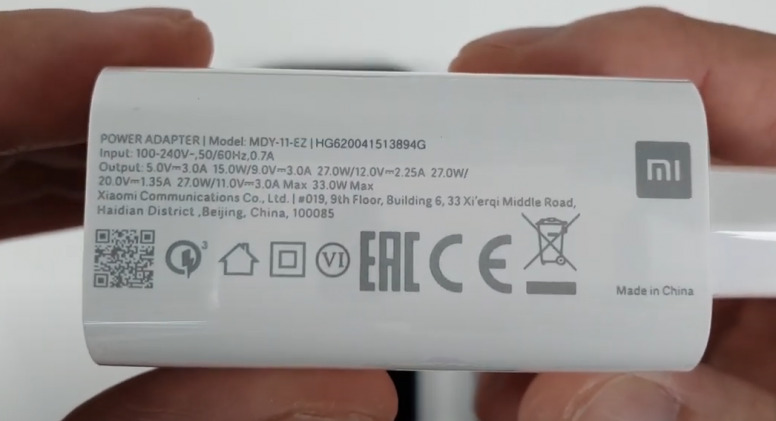 POWER ADAPTER | Model: MDY-11-EZ | HG620041513894G
Input: 100-240V~,50/60Hz,0.7A
Output: 5.0V⎓3.0A 15.0W/9.0V⎓3.0A 27.0W/12.0V⎓2.25A 27.0W/
20.0V⎓1.35A 27.0W/11.0V⎓3.0A Max 33.0W Max
Xiaomi Communications Co., Ltd. | #019, 9th Floor, Building 6, 33 Xi'erqi Middle Road,
Haidian District ,Beijing, China, 100085
mi
3
VI
EAC
CE
Made in China